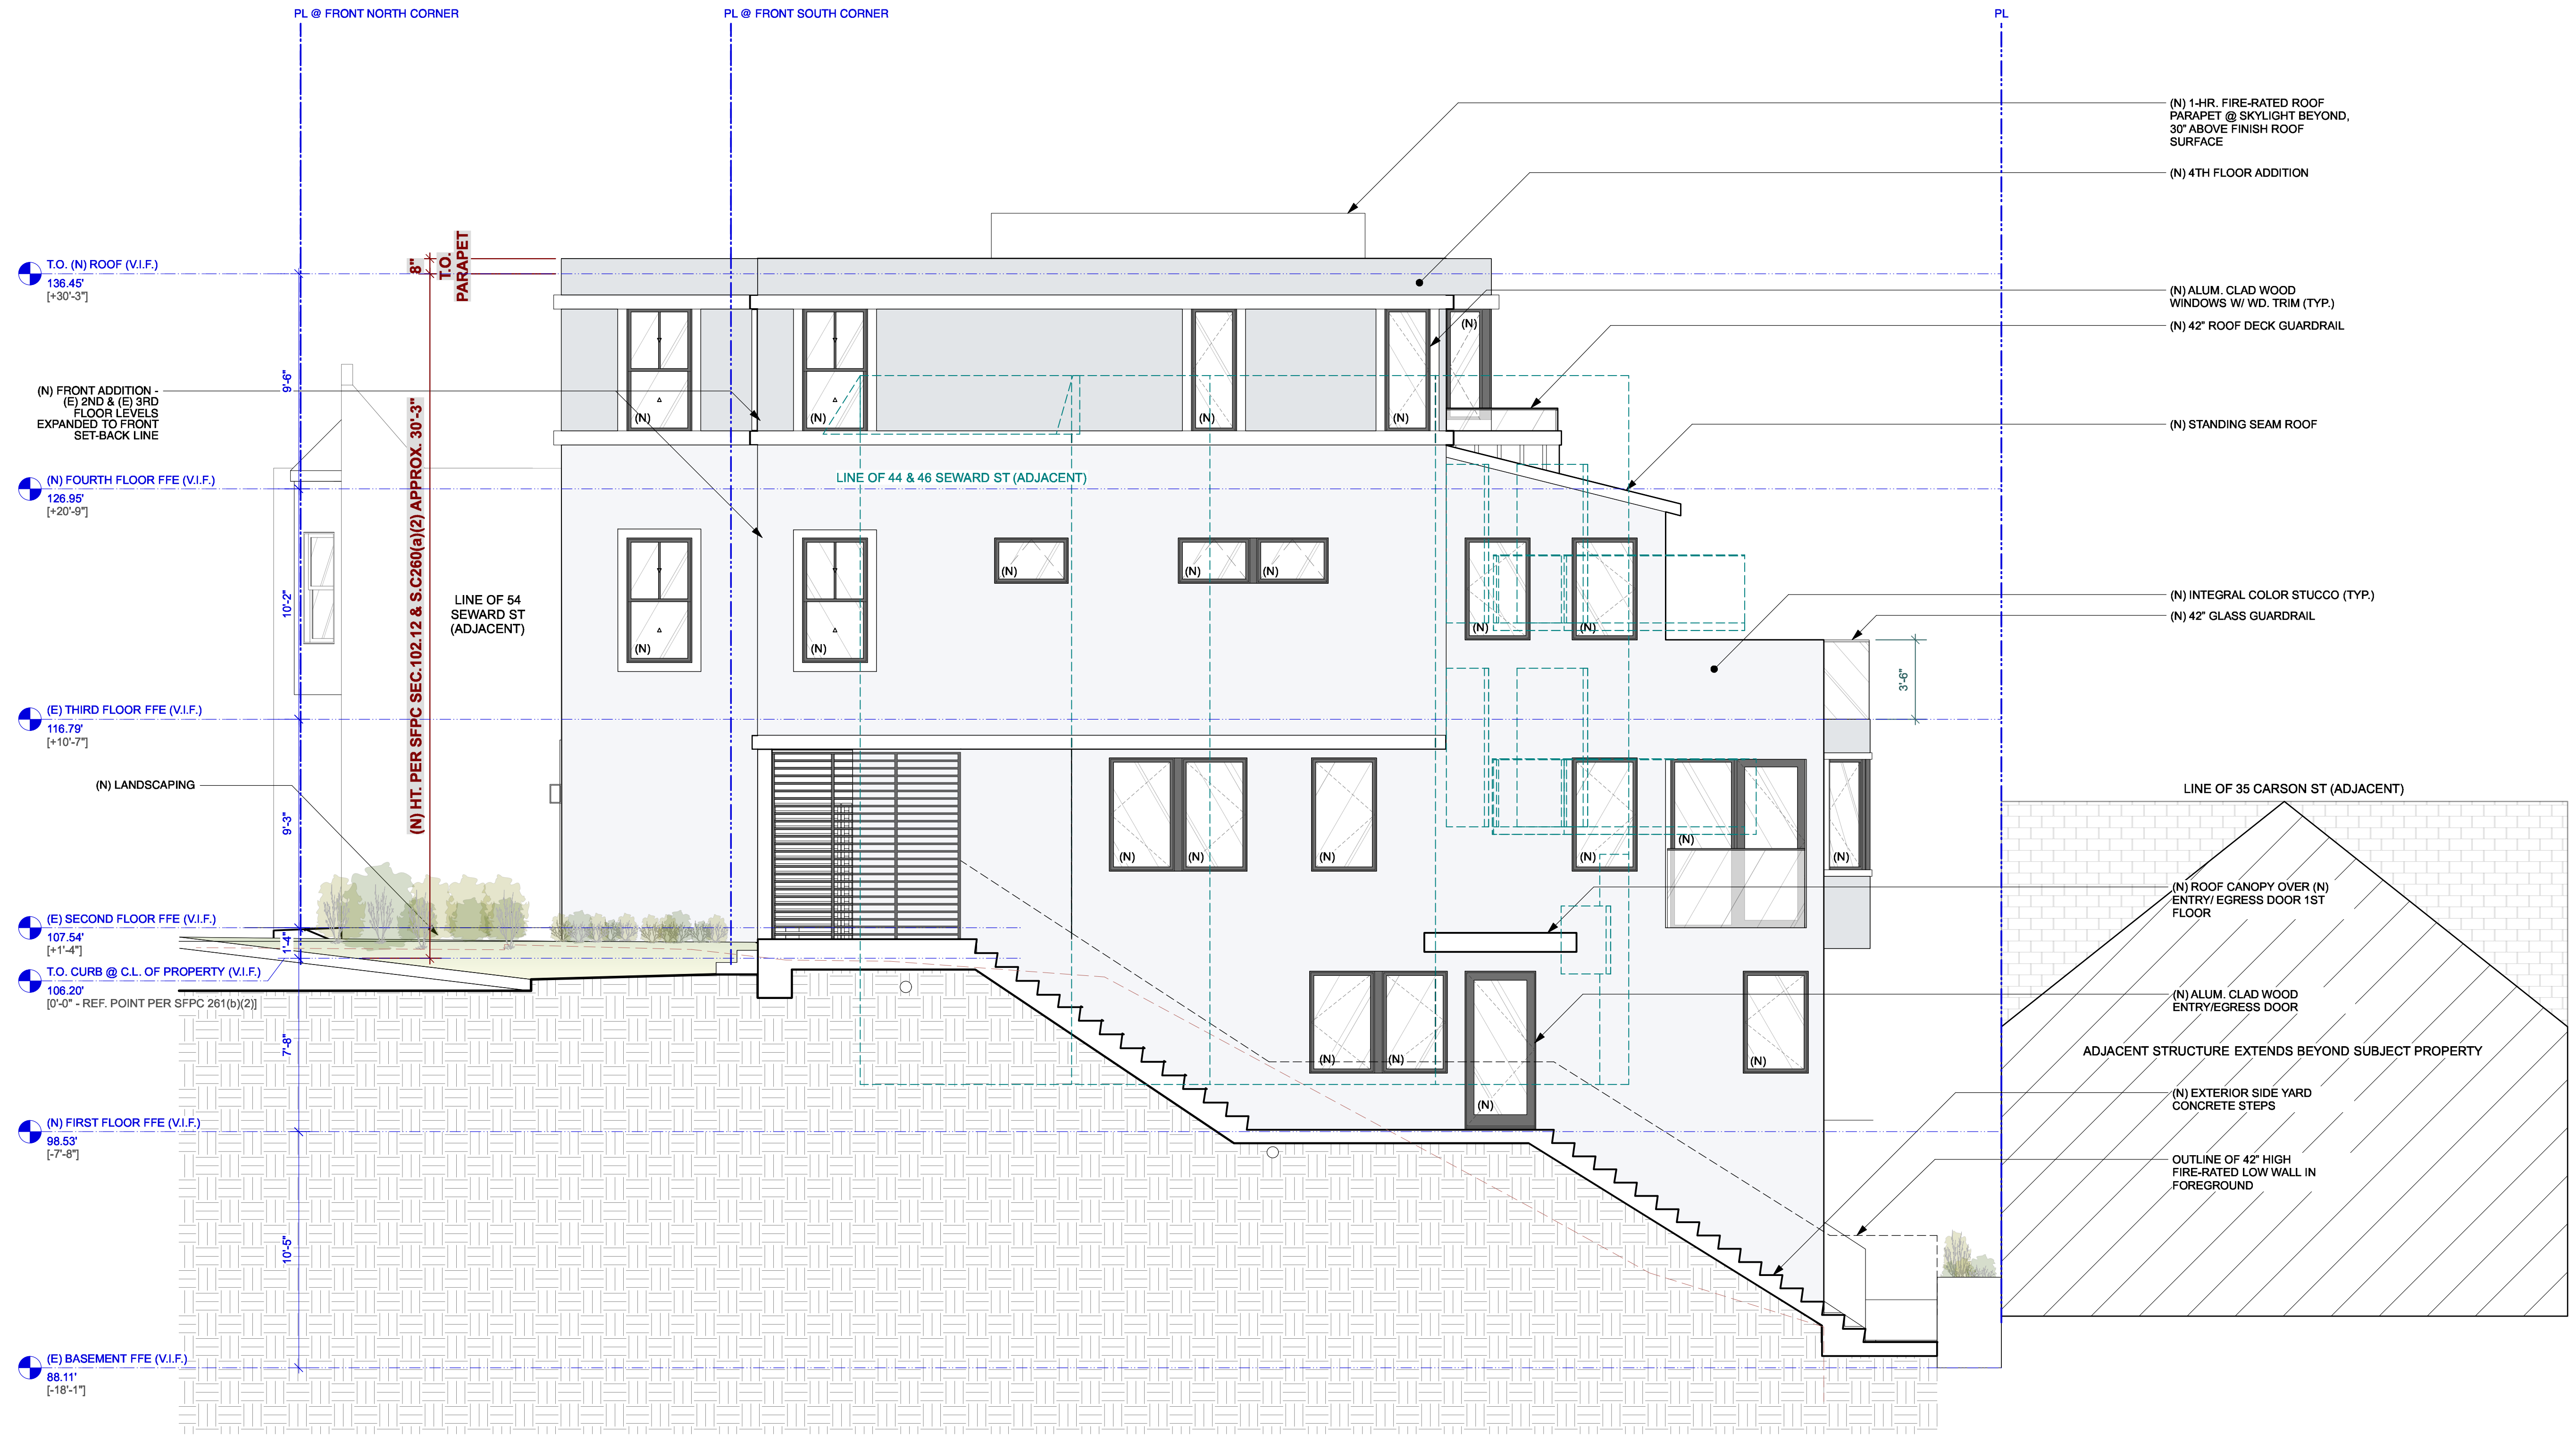 PL @ FRONT NORTH CORNER
PL @ FRONT SOUTH CORNER
PL
(N) 1-HR. FIRE-RATED ROOF
PARAPET @ SKYLIGHT BEYOND,
30" ABOVE FINISH ROOF
SURFACE
(N) 4TH FLOOR ADDITION
T.O. (N) ROOF (V.I.F.)
136.45'
[+30'-3"]
8"
T.O.
PARAPET
(N) ALUM. CLAD WOOD
WINDOWS W/ WD. TRIM (TYP.)
(N) 42" ROOF DECK GUARDRAIL
(N)
(N)
(N)
(N)
(N)
9'-6"
(N) FRONT ADDITION -
(E) 2ND & (E) 3RD
FLOOR LEVELS
EXPANDED TO FRONT
SET-BACK LINE
(N) STANDING SEAM ROOF
(N) HT. PER SFPC SEC.102.12 & S.C260(a)(2) APPROX. 30'-3"
LINE OF 44 & 46 SEWARD ST (ADJACENT)
(N) FOURTH FLOOR FFE (V.I.F.)
126.95'
[+20'-9"]
10'-2"
LINE OF 54
SEWARD ST
(ADJACENT)
(N)
(N)
(N)
(N)
(N)
(N)
(N)
(N) INTEGRAL COLOR STUCCO (TYP.)
(N) 42" GLASS GUARDRAIL
3'-6"
(E) THIRD FLOOR FFE (V.I.F.)
116.79'
[+10'-7"]
(N) LANDSCAPING
9'-3"
LINE OF 35 CARSON ST (ADJACENT)
(N)
(N)
(N)
(N)
(N)
(N)
(N) ROOF CANOPY OVER (N)
ENTRY/ EGRESS DOOR 1ST
FLOOR
(E) SECOND FLOOR FFE (V.I.F.)
107.54'
[+1'-4"]
1'-4"
T.O. CURB @ C.L. OF PROPERTY (V.I.F.)
106.20'
[0'-0" - REF. POINT PER SFPC 261(b)(2)]
(N) ALUM. CLAD WOOD
ENTRY/EGRESS DOOR
7'-8"
(N)
(N)
(N)
(N)
ADJACENT STRUCTURE EXTENDS BEYOND SUBJECT PROPERTY
(N) EXTERIOR SIDE YARD
CONCRETE STEPS
(N) FIRST FLOOR FFE (V.I.F.)
98.53'
[-7'-8"]
OUTLINE OF 42" HIGH
FIRE-RATED LOW WALL IN
FOREGROUND
10'-5"
(E) BASEMENT FFE (V.I.F.)
88.11'
[-18'-1"]